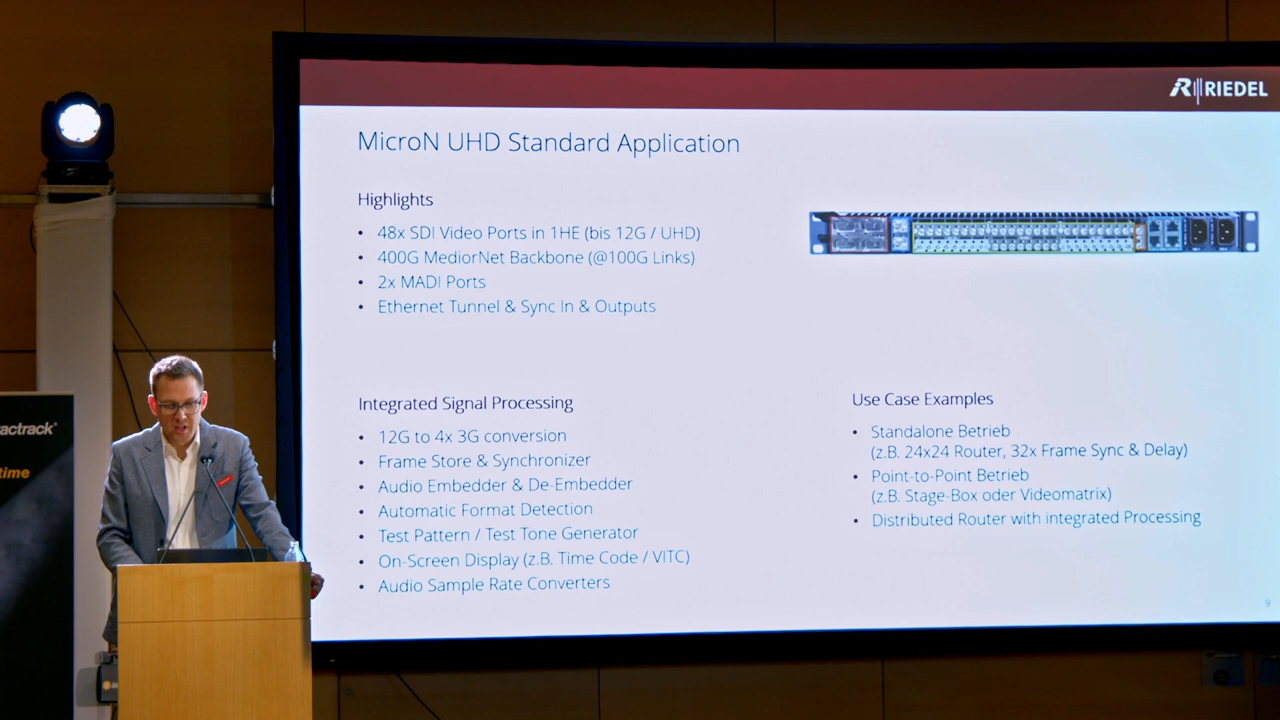 RIEDEL
MicroN UHD Standard Application
Highlights
• 48x SDI Video Ports in 1HE (bis 12G / UHD)
• 400G MediorNet Backbone (@100G Links)
• 2x MADI Ports
• Ethernet Tunnel & Sync In & Outputs
Integrated Signal Processing
• 12G to 4x 3G conversion
• Frame Store & Synchronizer
• Audio Embedder & De-Embedder
• Automatic Format Detection
• Test Pattern / Test Tone Generator
• On-Screen Display (z.B. Time Code / VITC)
• Audio Sample Rate Converters
Use Case Examples
• Standalone Betrieb
(z.B. 24x24 Router, 32x Frame Sync & Delay)
• Point-to-Point Betrieb
(z.B. Stage-Box oder Videomatrix)
• Distributed Router with integrated Processing
9
actrack
time